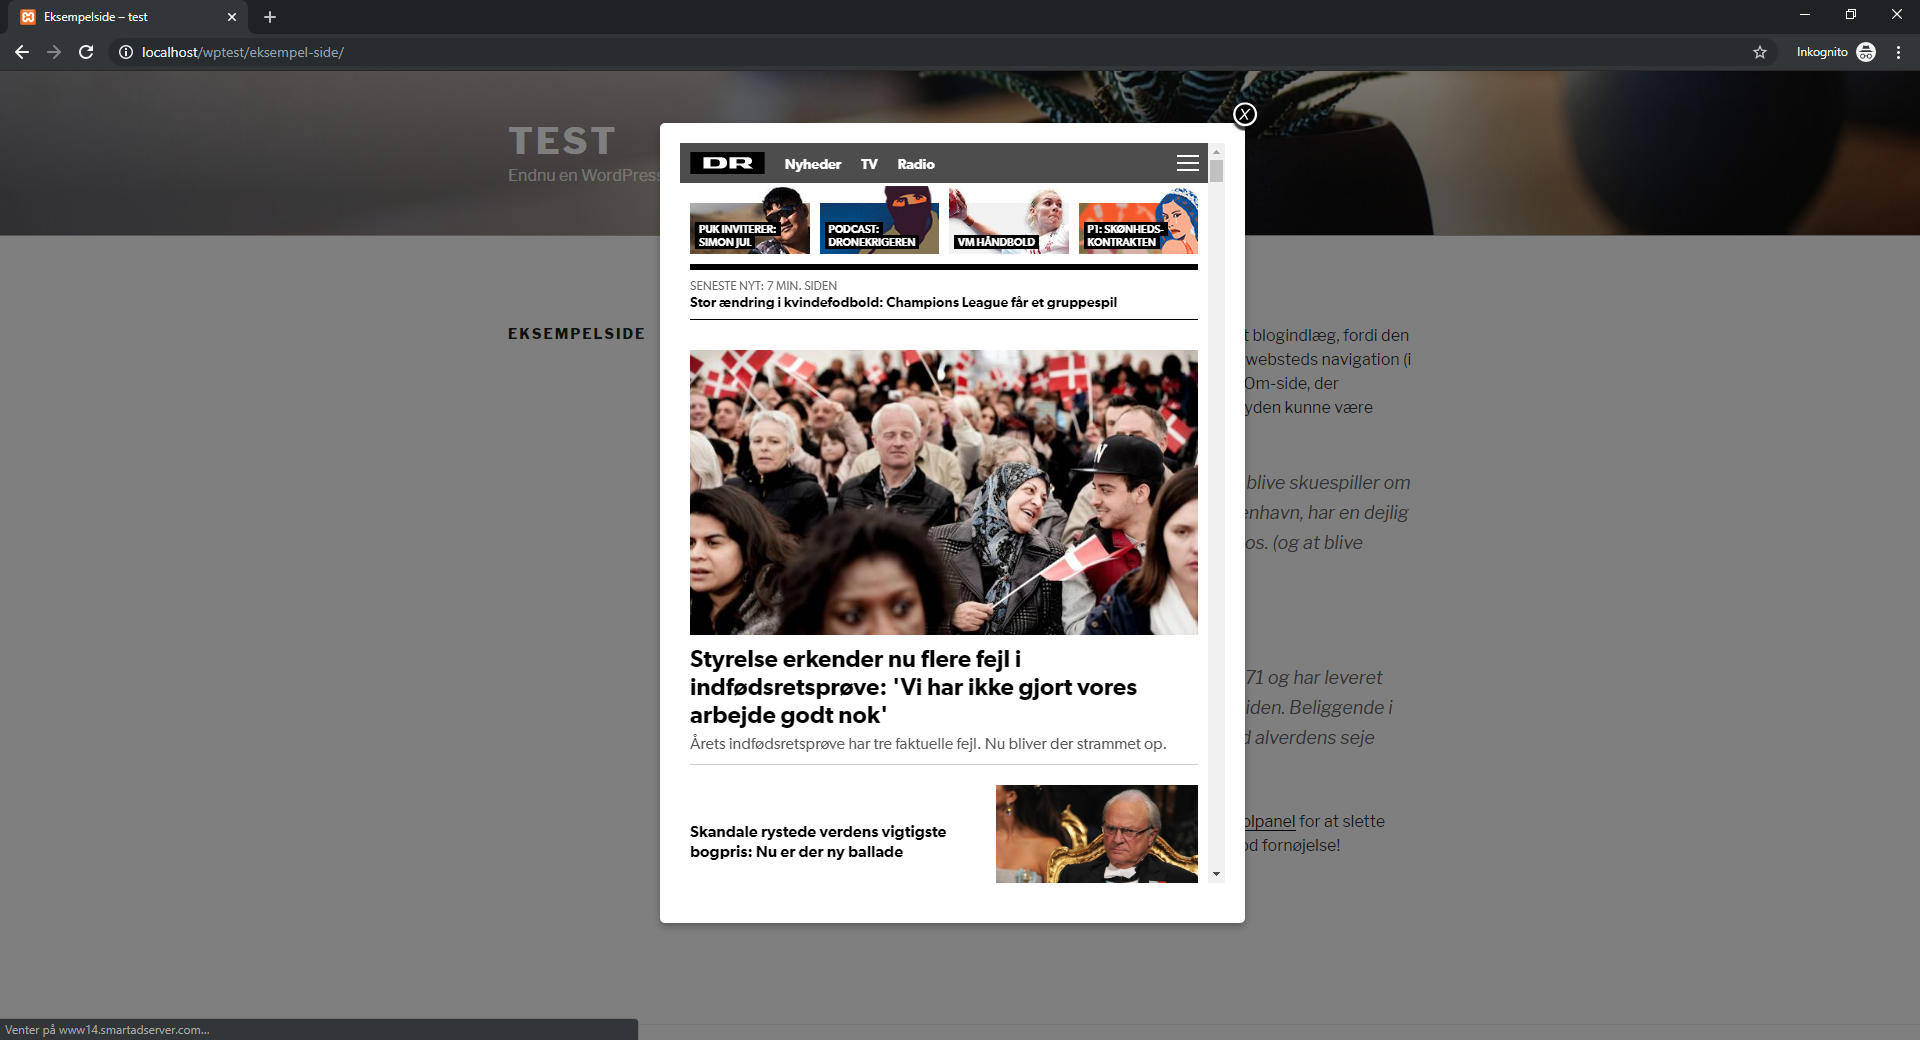 Eksempelside – test
localhost/wptest/eksempel-side/
Inkognito
TEST
Endnu en WordPress
X
DR Nyheder TV Radio
PUK INVITERER:
SIMON JUL
PODCAST:
DRONEKRIGEREN
VM HÅNDBOLD
P1: SKØNHEDS-
KONTRAKTEN
SENESTE NYT: 7 MIN. SIDEN
Stor ændring i kvindefodbold: Champions League får et gruppespil
EKSEMPELSIDE
t blogindlæg, fordi den
websteds navigation (i
Om-side, der
yden kunne være
blive skuespiller om
enhavn, har en dejlig
os. (og at blive
Styrelse erkender nu flere fejl i
indfødsretsprøve: 'Vi har ikke gjort vores
arbejde godt nok'
Årets indfødsretsprøve har tre faktuelle fejl. Nu bliver der strammet op.
71 og har leveret
iden. Beliggende i
d alverdens seje
Skandale rystede verdens vigtigste
bogpris: Nu er der ny ballade
olpanel for at slette
od fornøjelse!
Venter på www14.smartadserver.com...